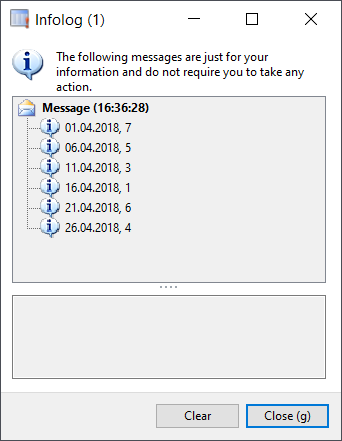 Infolog (1)
The following messages are just for your
information and do not require you to take any
action.
Message (16:36:28)
01.04.2018, 7
06.04.2018, 5
11.04.2018, 3
16.04.2018, 1
21.04.2018, 6
26.04.2018, 4
Clear
Close (g)